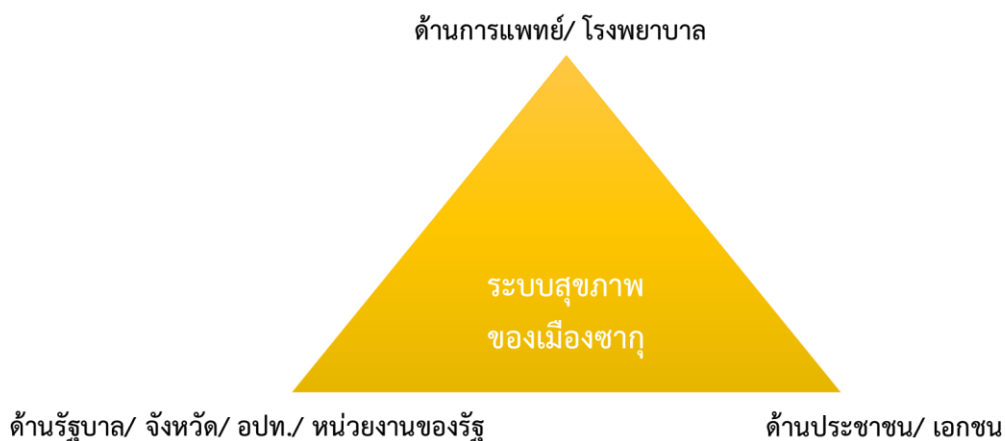 ด้านการแพทย์/ โรงพยาบาล
ระบบสุขภาพ
ของเมืองซากุ
ด้านรัฐบาล/ จังหวัด/ อปท./ หน่วยงานของรัฐ
ด้านประชาชน/ เอกชน